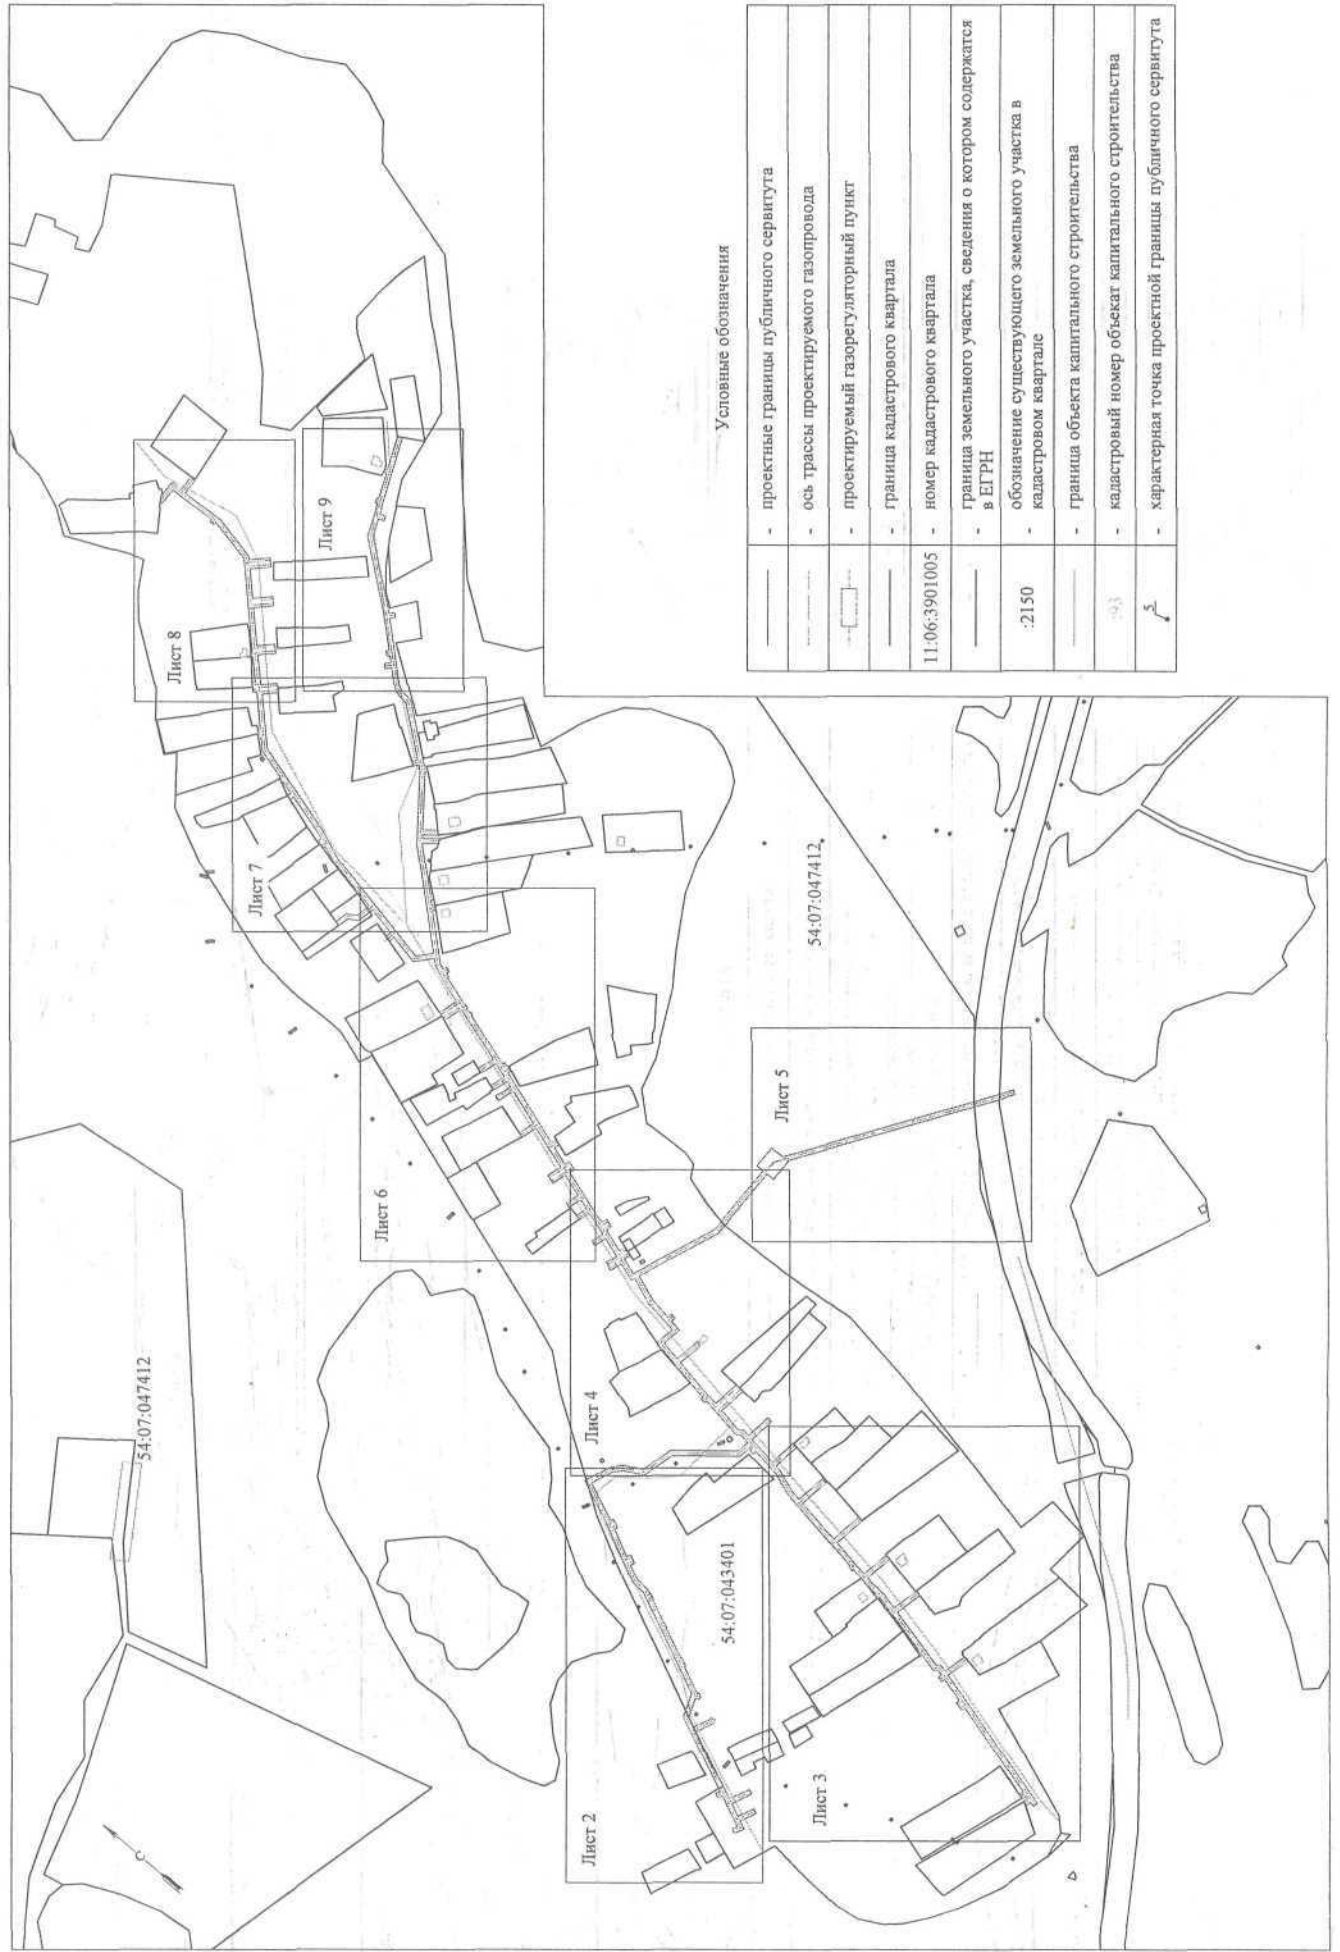 54:07:047412
Лист 2
Лист 3
54:07:043401
Лист 4
Лист 6
Лист 5
54:07:047412
Лист 7
Лист 8
Лист 9
С
Условные обозначения
- проектные границы публичного сервитута
- ось трассы проектируемого газопровода
- проектируемый газорегуляторный пункт
- граница кадастрового квартала
11:06:3901005 - номер кадастрового квартала
- граница земельного участка, сведения о котором содержатся
в ЕГРН
:2150 - обозначение существующего земельного участка в
кадастровом квартале
- граница объекта капитального строительства
:93 - кадастровый номер объекат капитального строительства
5 - характерная точка проектной границы публичного сервитута